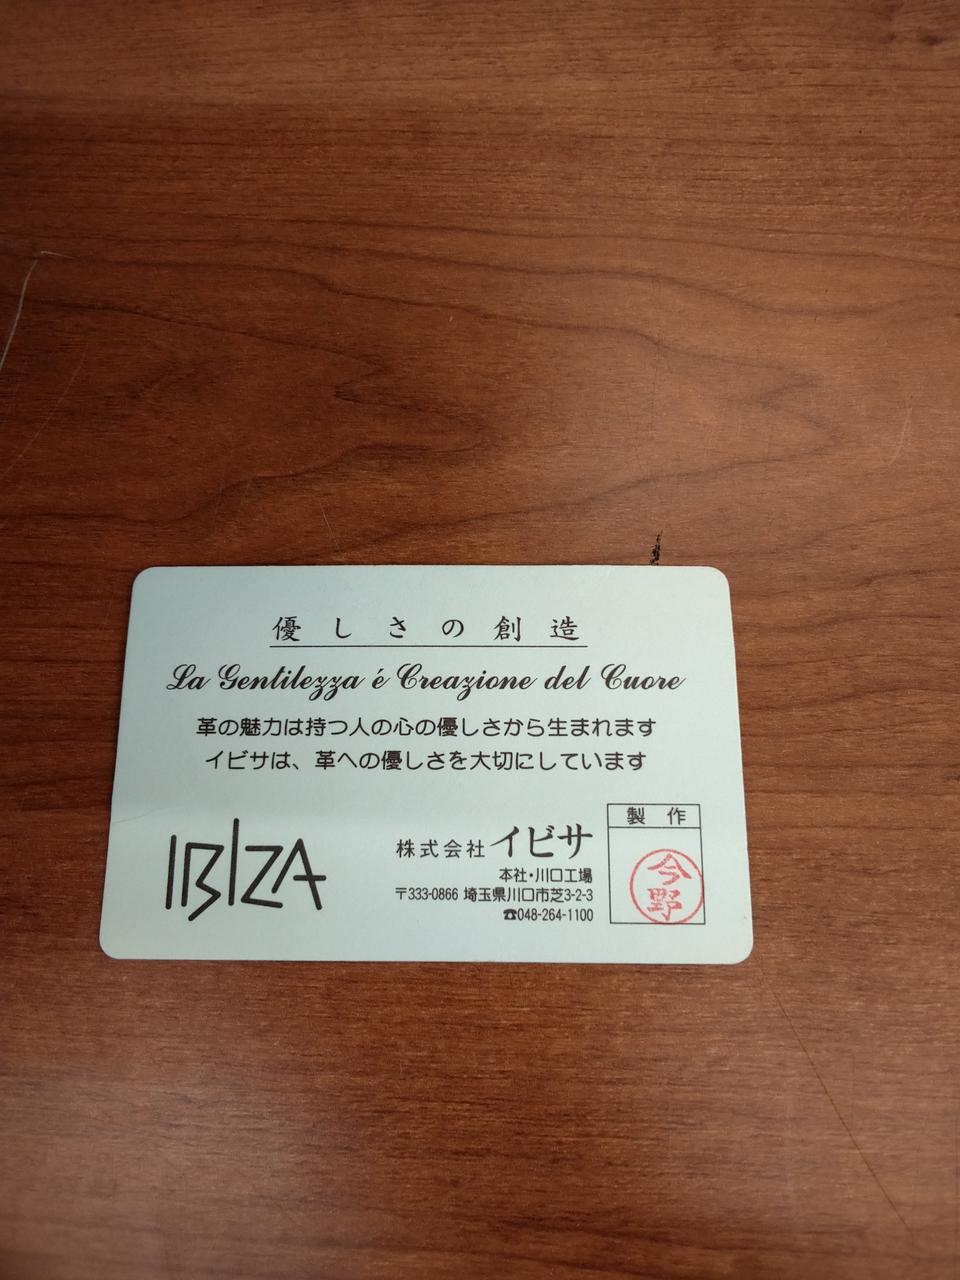 優しさの創造
La Gentilezza é Creazione del Cuore
革の魅力は持つ人の心の優しさから生まれます
イビサは、革への優しさを大切にしています
IBIZA
株式会社イビサ
本社・川口工場
〒333-0866 埼玉県川口市芝3-2-3
☎048-264-1100
製作
今野